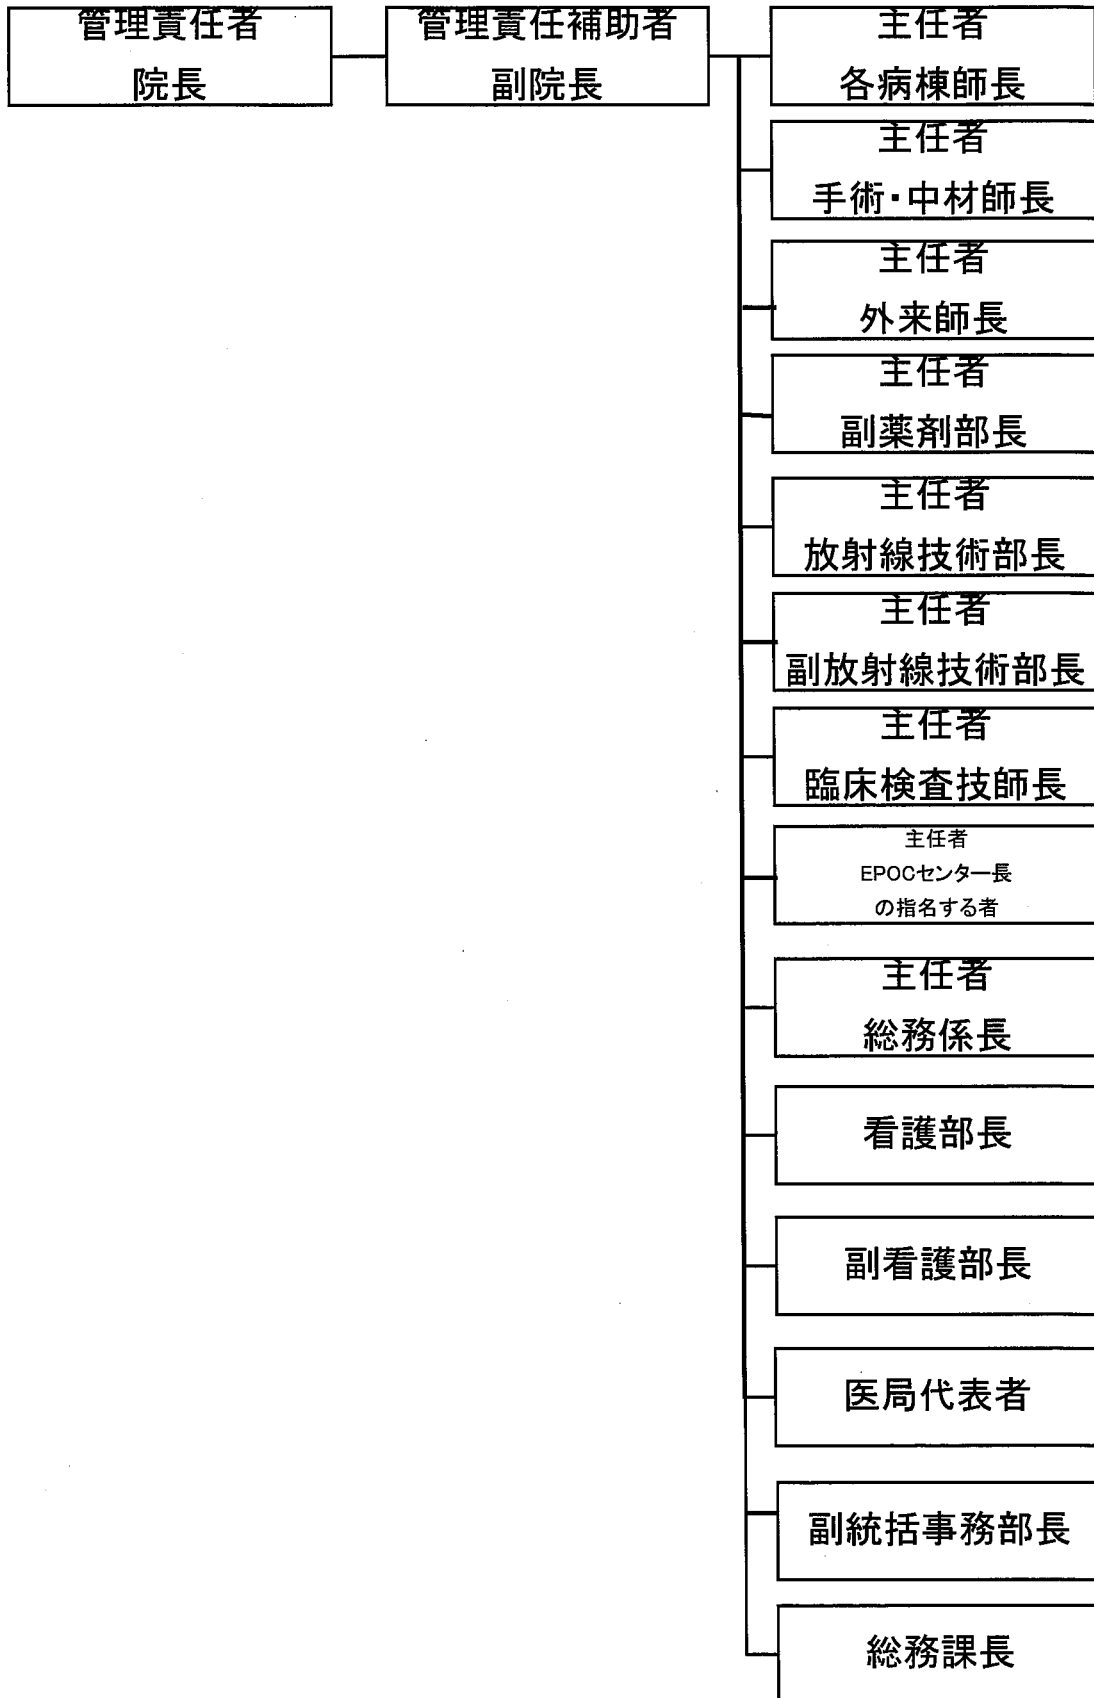 管理責任者
院長
管理責任補助者
副院長
主任者
各病棟師長
主任者
手術・中材師長
主任者
外来師長
主任者
副薬剤部長
主任者
放射線技術部長
主任者
副放射線技術部長
主任者
臨床検査技師長
主任者
EPOCセンター長
の指名する者
主任者
総務係長
看護部長
副看護部長
医局代表者
副統括事務部長
総務課長